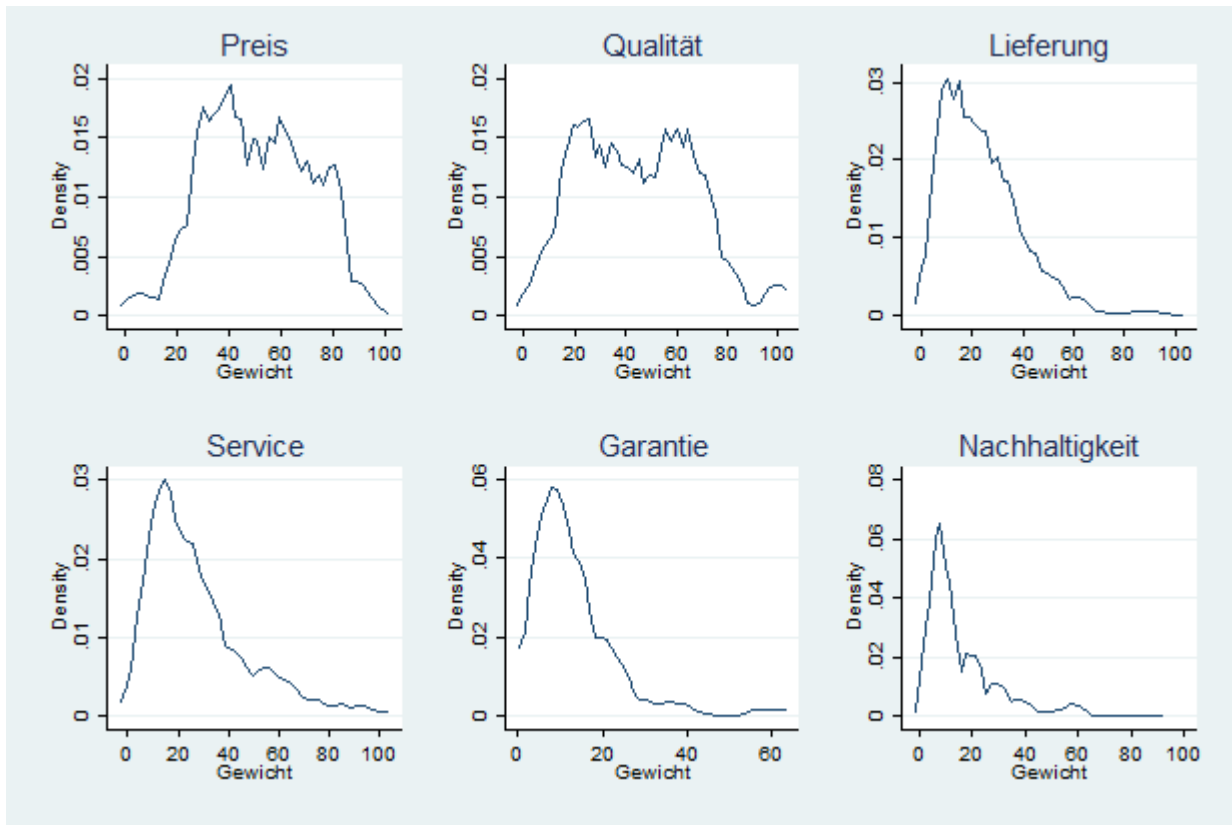 Preis
Density
0 .005 .01 .015 .02
0 20 40 60 80 100
Gewicht
Qualität
Density
0 .005 .01 .015 .02
0 20 40 60 80 100
Gewicht
Lieferung
Density
0 .01 .02 .03
0 20 40 60 80 100
Gewicht
Service
Density
0 .01 .02 .03
0 20 40 60 80 100
Gewicht
Garantie
Density
0 .02 .04 .06
0 20 40 60
Gewicht
Nachhaltigkeit
Density
0 .02 .04 .06 .08
0 20 40 60 80 100
Gewicht